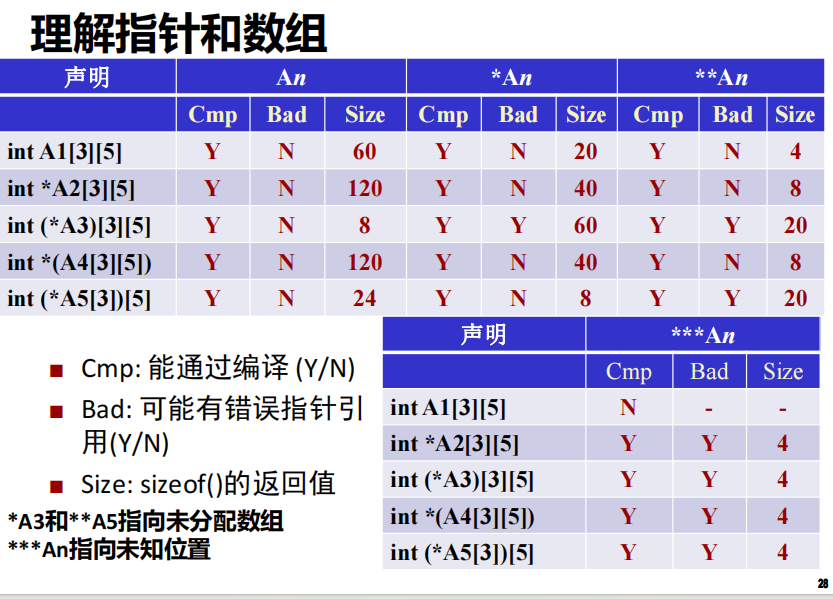 理解指针和数组
声明 An *An **An
Cmp Bad Size Cmp Bad Size Cmp Bad Size
int A1[3][5] Y N 60 Y N 20 Y N 4
int *A2[3][5] Y N 120 Y N 40 Y N 8
int (*A3)[3][5] Y N 8 Y Y 60 Y Y 20
int *(A4[3][5]) Y N 120 Y N 40 Y N 8
int (*A5[3])[5] Y N 24 Y N 8 Y Y 20
声明 ***An
Cmp Bad Size
int A1[3][5] N - -
int *A2[3][5] Y Y 4
int (*A3)[3][5] Y Y 4
int *(A4[3][5]) Y Y 4
int (*A5[3])[5] Y Y 4
Cmp: 能通过编译 (Y/N)
Bad: 可能有错误指针引
用(Y/N)
Size: sizeof()的返回值
*A3和**A5指向未分配数组
***An指向未知位置
28